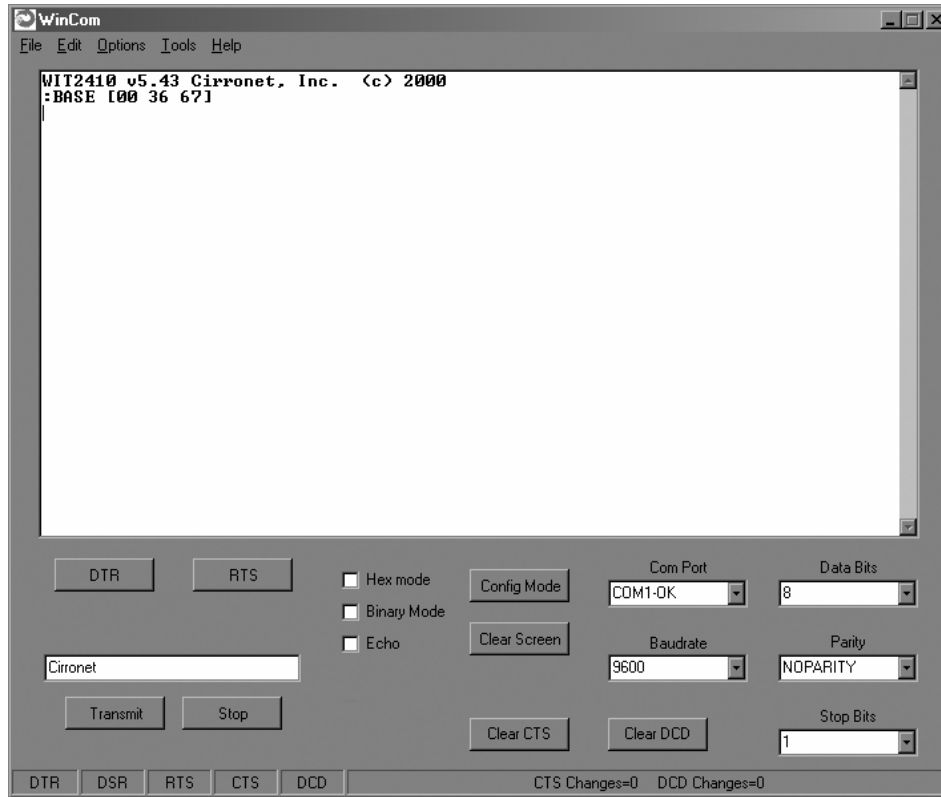 WinCom
File Edit Options Tools Help
WIT2410 v5.43 Cirronet, Inc. (c) 2000
:BASE [00 36 67]
DTR RTS
Hex mode
Binary Mode
Echo
Config Mode
Clear Screen
Com Port
COM1-OK
Data Bits
8
Cirronet
Baudrate
9600
Parity
NOPARITY
Transmit Stop
Clear CTS Clear DCD
Stop Bits
1
DTR DSR RTS CTS DCD CTS Changes=0 DCD Changes=0